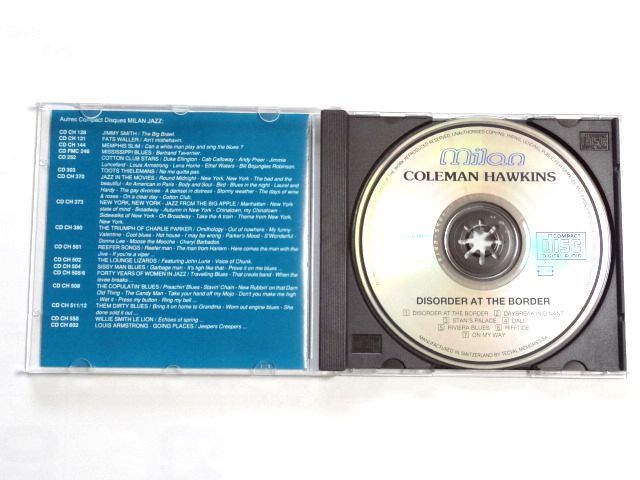 Autres Compact Disques MILAN JAZZ:
CD CH 128 JIMMY SMITH / The Big Brawl.
CD CH 131 FATS WALLER / Ain't mishehavin.
CD CH 144 MEMPHIS SLIM / Can a white man play and sing the blues ?
CD FMC 246 MISSISSIPPI BLUES / Bertrand Tavernier.
CD 252 COTTON CLUB STARS / Duke Ellington - Cab Calloway - Andy Preer - Jimmie
Lunceford - Louis Armstrong - Lena Horne - Ethel Waters - Bill Bojungles Robinson.
CD 303 TOOTS THIELEMANS / Ne me quitte pas.
CD CH 370 JAZZ IN THE MOVIES / Round Midnight - New York, New York - The bad and the
beautiful - An American in Paris - Body and Soul - Bird - Blues in the night - Laurel and
Hardy - The gay divorcee - A damsel in distress - Stormy weather - The days of wine
& roses - On a clear day - Cotton Club.
CD CH 373 NEW YORK, NEW YORK - JAZZ FROM THE BIG APPLE / Manhattan - New York
state of mind - Broadway - Autumn in New York - Chinatown, my Chinatown -
Sidewalks of New York - On Broadway - Take the A train - Theme from New York,
New York.
CD CH 380 THE TRIUMPH OF CHARLIE PARKER / Ornithology - Out of nowhere - My funny
Valentine - Cool blues - Hot house - I may be wrong - Parker's Mood - S'Wonderful -
Donna Lee - Moose the Mooche - Cheryl Barbados.
CD CH 501 REEFER SONGS / Reefer man - The man from Harlem - Here comes the man with the
Jive - If you're a viper ...
CD CH 502 THE LOUNGE LIZARDS / Featuring John Lurie - Voice of Chunk.
CD CH 504 SISSY MAN BLUES / Garbage man - It's hing like that - Prove it on me blues ...
CD CH 505/6 FORTY YEARS OF WOMEN IN JAZZ / Travelling blues - That creole band - When the
levee breaks ...
CD CH 508 THE COPULATIN' BLUES / Preachin' Blues - Stavin' Chain - New Rubbin' on that Darn
Old Thing - The Candy Man - Take your hand off my Mojo - Don't you make me high
- Wet it - Press my button - Ring my bell ...
CD CH 511/12 THEM DIRTY BLUES / Bring it on home to Grandma - Worn out engine blues - She
done sold it out ...
CD CH 550 WILLIE SMITH LE LION / Echoes of spring.
CD CH 602 LOUIS ARMSTRONG - GOING PLACES / Jeepers Creepers ...
milan
COLEMAN HAWKINS
COMPACT
disc
DIGITAL AUDIO
DISORDER AT THE BORDER
1 DISORDER AT THE BORDER 2 DAYBREAK IN DINANT
3 STAN'S PALACE 4 DALI
5 RIVIERA BLUES 6 RIFFTIDE
7 ON MY WAY
MANUFACTURED IN SWITZERLAND BY TECVAL MEMORIES SA